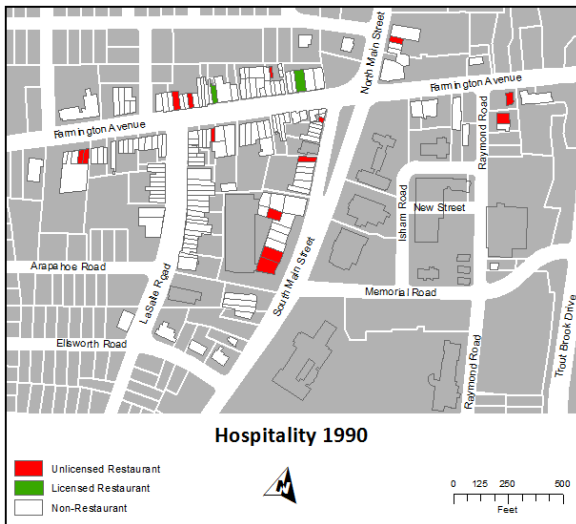 North Main Street
Farmington Avenue
Farmington Avenue
Raymond Road
New Street
Isham Road
Arapahoe Road
LaSalle Road
South Main Street
Memorial Road
Ellsworth Road
Raymond Road
Trout Brook Drive
Hospitality 1990
Unlicensed Restaurant
Licensed Restaurant
Non-Restaurant
N
0 125 250 500
Feet